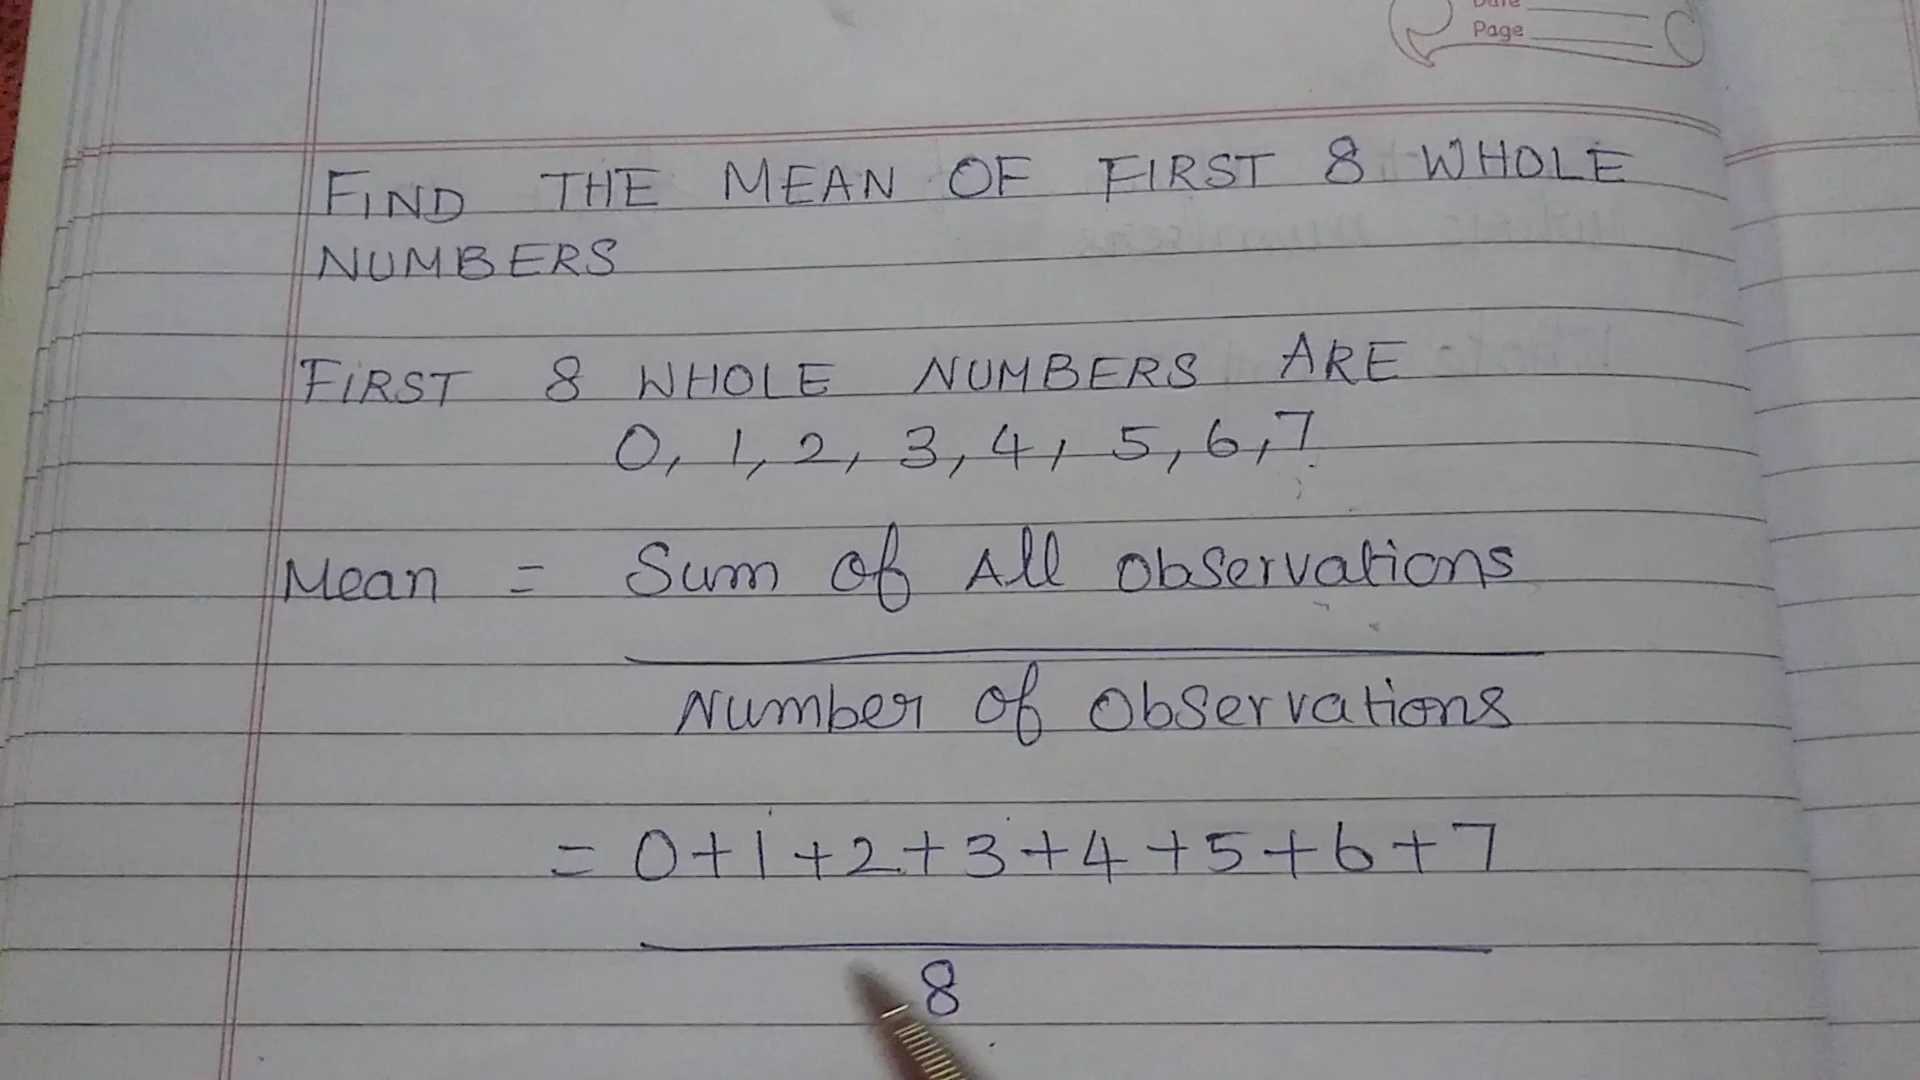 Date
Page
FIND THE MEAN OF FIRST 8 WHOLE
NUMBERS
FIRST 8 WHOLE NUMBERS ARE
0, 1, 2, 3, 4, 5, 6, 7
Mean = Sum of All Observations
Number of Observations
= 0+1+2+3+4+5+6+7
8